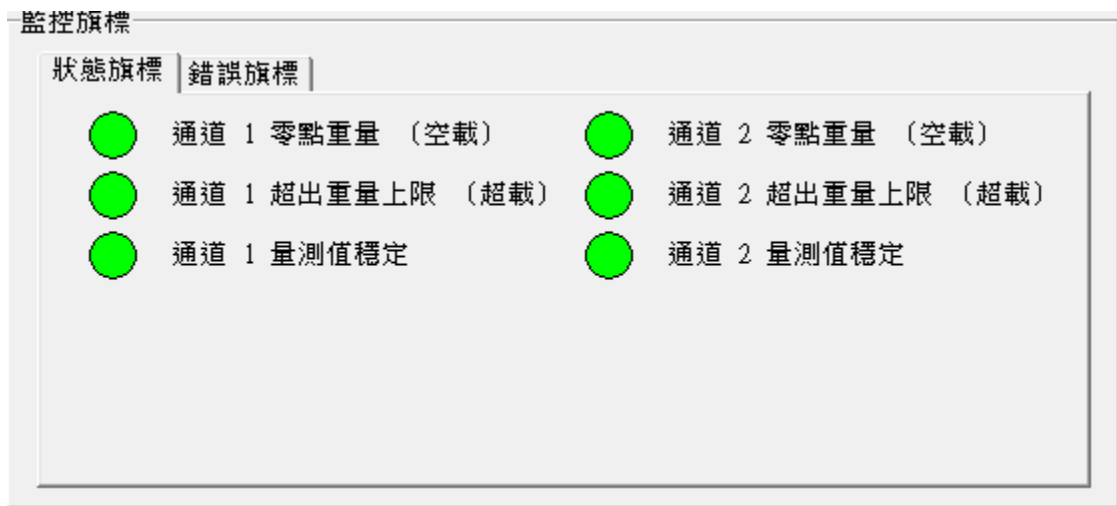 監控旗標
狀態旗標 錯誤旗標
通道 1 零點重量 （空載） 通道 2 零點重量 （空載）
通道 1 超出重量上限 （超載） 通道 2 超出重量上限 （超載）
通道 1 量測值穩定 通道 2 量測值穩定